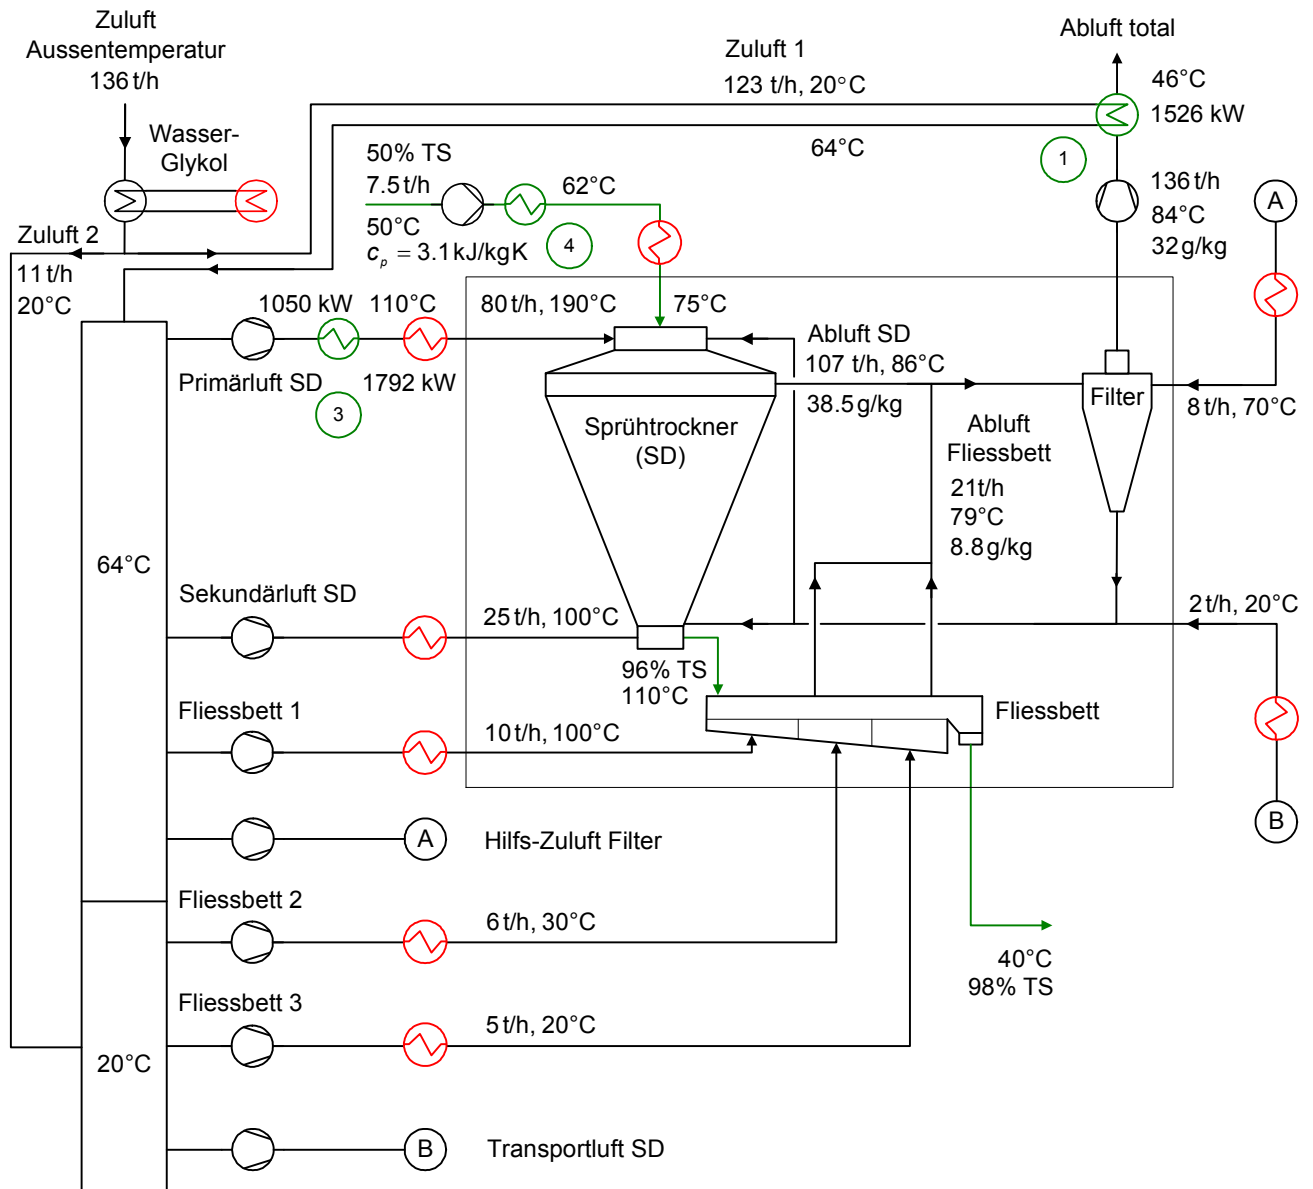 Zuluft
Aussentemperatur
136 t/h
Wasser-
Glykol
Zuluft 1
123 t/h, 20°C
64°C
Abluft total
46°C
1526 kW
1
136 t/h
84°C
32 g/kg
A
50% TS
7.5 t/h
50°C
c_p = 3.1 kJ/kgK
62°C
4
Zuluft 2
11 t/h
20°C
1050 kW
110°C
80 t/h, 190°C
75°C
Primärluft SD
1792 kW
3
Abluft SD
107 t/h, 86°C
38.5 g/kg
Filter
8 t/h, 70°C
Sprühtrockner
(SD)
Abluft
Fliessbett
21 t/h
79°C
8.8 g/kg
64°C
Sekundärluft SD
25 t/h, 100°C
2 t/h, 20°C
96% TS
110°C
Fliessbett 1
10 t/h, 100°C
Fliessbett
A
Hilfs-Zuluft Filter
B
Fliessbett 2
6 t/h, 30°C
40°C
98% TS
Fliessbett 3
5 t/h, 20°C
20°C
B
Transportluft SD